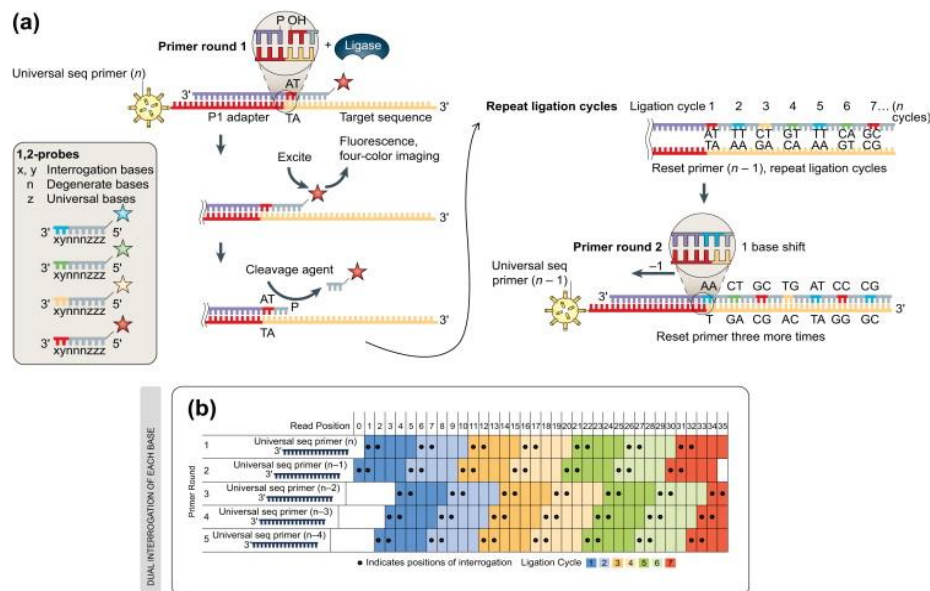 (a)
Primer round 1
P OH
+
Ligase
Universal seq primer (n)
3'
AT
P1 adapter
TA
Target sequence
3'
1,2-probes
x, y Interrogation bases
n Degenerate bases
z Universal bases
3' xynnnzzz 5'
3' xynnnzzz 5'
3' xynnnzzz 5'
3' xynnnzzz 5'
Excite
Fluorescence,
four-color imaging
3'
Cleavage agent
AT
P
TA
3'
Repeat ligation cycles
Ligation cycle 1 2 3 4 5 6 7... (n
cycles)
AT TT CT GT TT CA GC
TA AA GA CA AA GT CG
Reset primer (n – 1), repeat ligation cycles
Primer round 2
1 base shift
Universal seq
primer (n – 1)
–1
3'
AA CT GC TG AT CC CG
T GA CG AC TA GG GC
3'
Reset primer three more times
DUAL INTERROGATION OF EACH BASE
(b)
Read Position
0 1 2 3 4 5 6 7 8 9 10 11 12 13 14 15 16 17 18 19 20 21 22 23 24 25 26 27 28 29 30 31 32 33 34 35
Primer Round
1 Universal seq primer (n)
3'
2 Universal seq primer (n–1)
3'
3 Universal seq primer (n–2)
3'
4 Universal seq primer (n–3)
3'
5 Universal seq primer (n–4)
3'
• Indicates positions of interrogation Ligation Cycle 1 2 3 4 5 6 7